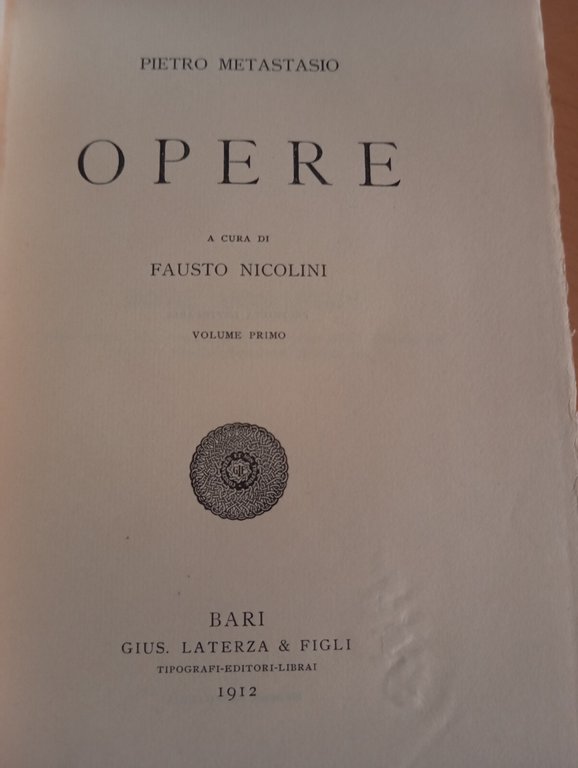 PIETRO METASTASIO
OPERE
A CURA DI
FAUSTO NICOLINI
VOLUME PRIMO
BARI
GIUS. LATERZA & FIGLI
TIPOGRAFI-EDITORI-LIBRAI
1912